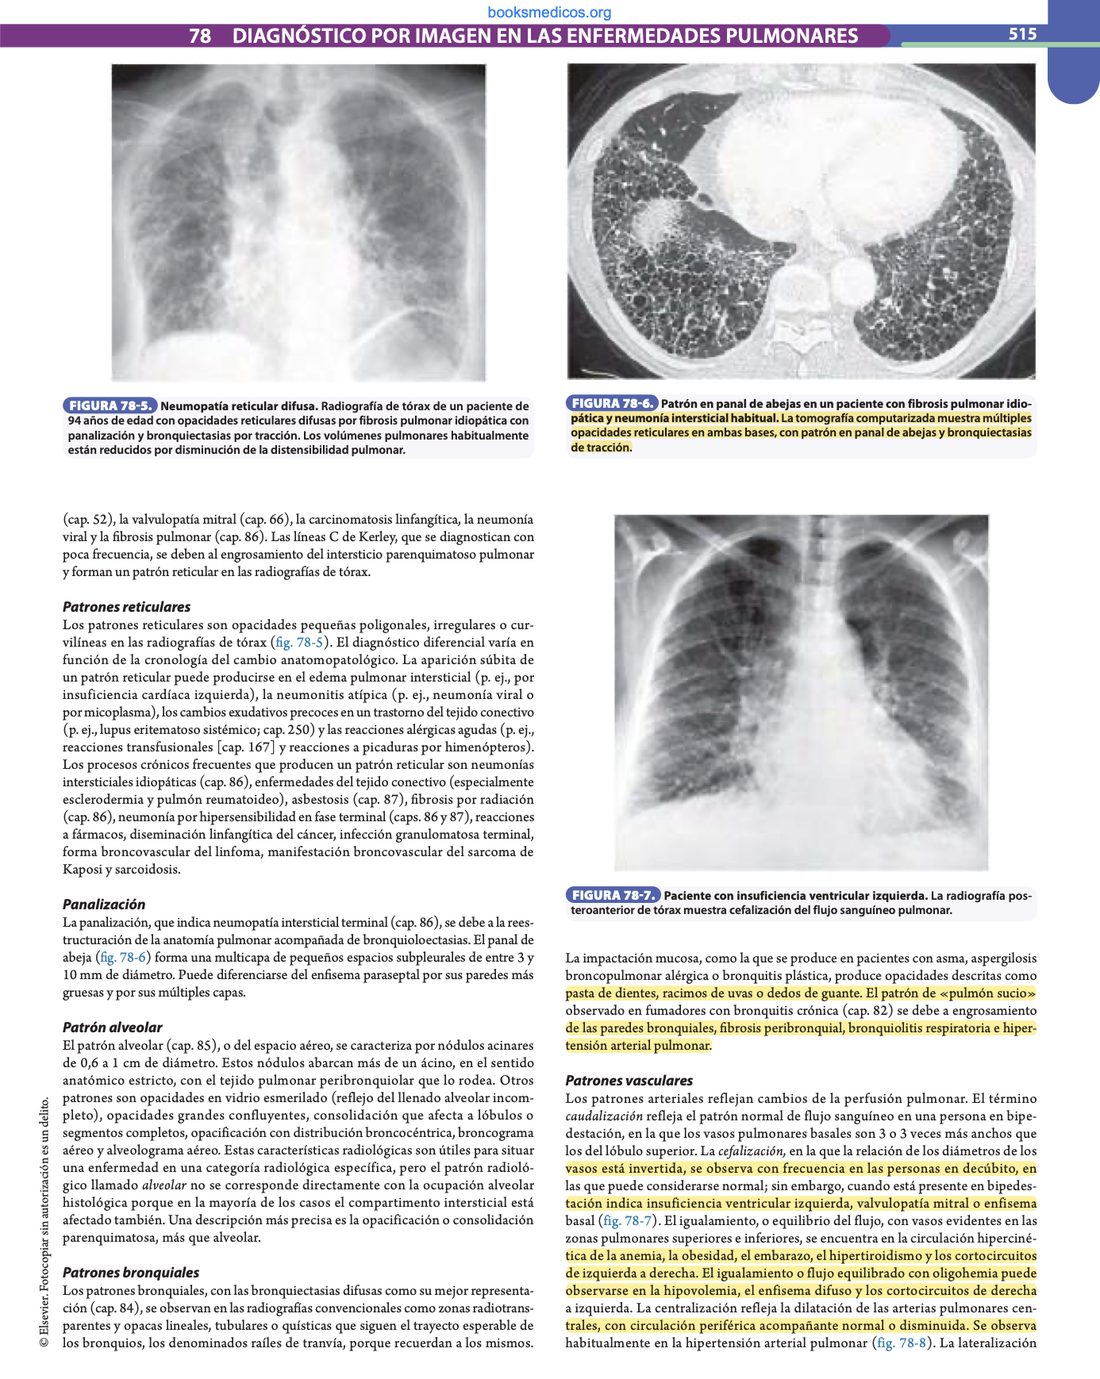 booksmedicos.org
78 DIAGNÓSTICO POR IMAGEN EN LAS ENFERMEDADES PULMONARES
515
FIGURA 78-5. Neumopatía reticular difusa. Radiografía de tórax de un paciente de
94 años de edad con opacidades reticulares difusas por fibrosis pulmonar idiopática con
panalización y bronquiectasias por tracción. Los volúmenes pulmonares habitualmente
están reducidos por disminución de la distensibilidad pulmonar.
FIGURA 78-6. Patrón en panal de abejas en un paciente con fibrosis pulmonar idio-
pática y neumonía intersticial habitual. La tomografía computarizada muestra múltiples
opacidades reticulares en ambas bases, con patrón en panal de abejas y bronquiectasias
de tracción.
(cap. 52), la valvulopatía mitral (cap. 66), la carcinomatosis linfangítica, la neumonía
viral y la fibrosis pulmonar (cap. 86). Las líneas C de Kerley, que se diagnostican con
poca frecuencia, se deben al engrosamiento del intersticio parenquimatoso pulmonar
y forman un patrón reticular en las radiografías de tórax.
Patrones reticulares
Los patrones reticulares son opacidades pequeñas poligonales, irregulares o cur-
vilíneas en las radiografías de tórax (fig. 78-5). El diagnóstico diferencial varía en
función de la cronología del cambio anatomopatológico. La aparición súbita de
un patrón reticular puede producirse en el edema pulmonar intersticial (p. ej., por
insuficiencia cardíaca izquierda), la neumonitis atípica (p. ej., neumonía viral o
por micoplasma), los cambios exudativos precoces en un trastorno del tejido conectivo
(p. ej., lupus eritematoso sistémico; cap. 250) y las reacciones alérgicas agudas (p. ej.,
reacciones transfusionales [cap. 167] y reacciones a picaduras por himenópteros).
Los procesos crónicos frecuentes que producen un patrón reticular son neumonías
intersticiales idiopáticas (cap. 86), enfermedades del tejido conectivo (especialmente
esclerodermia y pulmón reumatoideo), asbestosis (cap. 87), fibrosis por radiación
(cap. 86), neumonía por hipersensibilidad en fase terminal (caps. 86 y 87), reacciones
a fármacos, diseminación linfangítica del cáncer, infección granulomatosa terminal,
forma broncovascular del linfoma, manifestación broncovascular del sarcoma de
Kaposi y sarcoidosis.
Panalización
La panalización, que indica neumopatía intersticial terminal (cap. 86), se debe a la rees-
tructuración de la anatomía pulmonar acompañada de bronquioloectasias. El panal de
abeja (fig. 78-6) forma una multicapa de pequeños espacios subpleurales de entre 3 y
10 mm de diámetro. Puede diferenciarse del enfisema paraseptal por sus paredes más
gruesas y por sus múltiples capas.
Patrón alveolar
El patrón alveolar (cap. 85), o del espacio aéreo, se caracteriza por nódulos acinares
de 0,6 a 1 cm de diámetro. Estos nódulos abarcan más de un ácino, en el sentido
anatómico estricto, con el tejido pulmonar peribronquiolar que lo rodea. Otros
patrones son opacidades en vidrio esmerilado (reflejo del llenado alveolar incom-
pleto), opacidades grandes confluyentes, consolidación que afecta a lóbulos o
segmentos completos, opacificación con distribución broncocéntrica, broncograma
aéreo y alveolograma aéreo. Estas características radiológicas son útiles para situar
una enfermedad en una categoría radiológica específica, pero el patrón radioló-
gico llamado alveolar no se corresponde directamente con la ocupación alveolar
histológica porque en la mayoría de los casos el compartimento intersticial está
afectado también. Una descripción más precisa es la opacificación o consolidación
parenquimatosa, más que alveolar.
Patrones bronquiales
Los patrones bronquiales, con las bronquiectasias difusas como su mejor representa-
ción (cap. 84), se observan en las radiografías convencionales como zonas radiotrans-
parentes y opacas lineales, tubulares o quísticas que siguen el trayecto esperable de
los bronquios, los denominados raíles de tranvía, porque recuerdan a los mismos.
FIGURA 78-7. Paciente con insuficiencia ventricular izquierda. La radiografía pos-
teroanterior de tórax muestra cefalización del flujo sanguíneo pulmonar.
La impactación mucosa, como la que se produce en pacientes con asma, aspergilosis
broncopulmonar alérgica o bronquitis plástica, produce opacidades descritas como
pasta de dientes, racimos de uvas o dedos de guante. El patrón de «pulmón sucio»
observado en fumadores con bronquitis crónica (cap. 82) se debe a engrosamiento
de las paredes bronquiales, fibrosis peribronquial, bronquiolitis respiratoria e hiper-
tensión arterial pulmonar.
Patrones vasculares
Los patrones arteriales reflejan cambios de la perfusión pulmonar. El término
caudalización refleja el patrón normal de flujo sanguíneo en una persona en bipe-
destación, en la que los vasos pulmonares basales son 3 o 3 veces más anchos que
los del lóbulo superior. La cefalización, en la que la relación de los diámetros de los
vasos está invertida, se observa con frecuencia en las personas en decúbito, en
las que puede considerarse normal; sin embargo, cuando está presente en bipedes-
tación indica insuficiencia ventricular izquierda, valvulopatía mitral o enfisema
basal (fig. 78-7). El igualamiento, o equilibrio del flujo, con vasos evidentes en las
zonas pulmonares superiores e inferiores, se encuentra en la circulación hipercinética
tica de la anemia, la obesidad, el embarazo, el hipertiroidismo y los cortocircuitos
de izquierda a derecha. El igualamiento o flujo equilibrado con oligohemia puede
observarse en la hipovolemia, el enfisema difuso y los cortocircuitos de derecha
a izquierda. La centralización refleja la dilatación de las arterias pulmonares cen-
trales, con circulación periférica acompañante normal o disminuida. Se observa
habitualmente en la hipertensión arterial pulmonar (fig. 78-8). La lateralización
© Elsevier. Fotocopiar sin autorización es un delito.